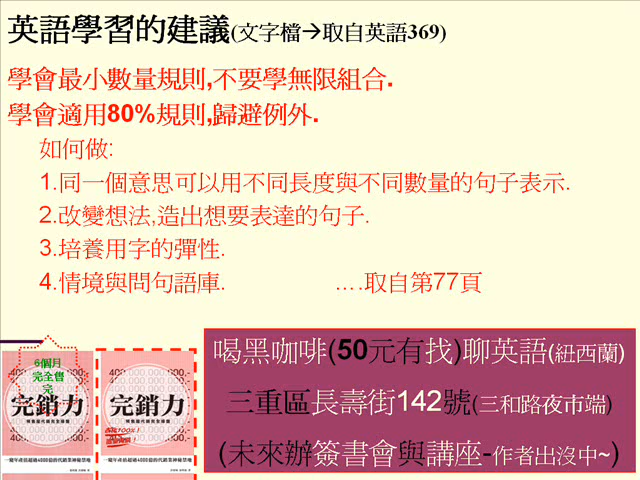 英語學習的建議(文字檔→取自英語369)
學會最小數量規則,不要學無限組合.
學會適用80%規則,歸避例外.
如何做:
1.同一個意思可以用不同長度與不同數量的句子表示.
2.改變想法,造出想要表達的句子.
3.培養用字的彈性.
4.情境與問句語庫. ....取自第77頁
6個月
完全售
完
完銷力
完銷力
喝黑咖啡(50元有找)聊英語(紐西蘭)
三重區長壽街142號(三和路夜市端)
(未來辦簽書會與講座-作者出沒中~)